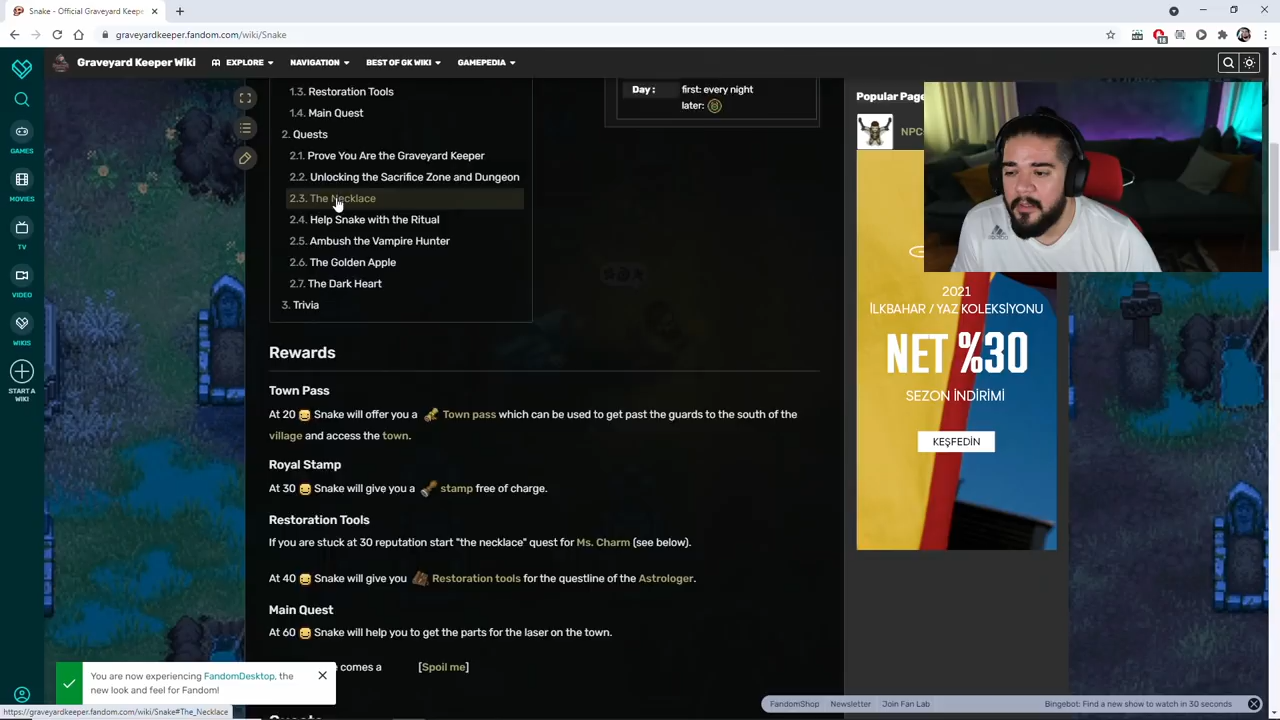 Snake - Official Graveyard Keeper
graveyardkeeper.fandom.com/wiki/Snake
Graveyard Keeper Wiki
EXPLORE
NAVIGATION
BEST OF GK WIKI
GAMEPEDIA
GAMES
MOVIES
TV
VIDEO
WIKIS
START A
WIKI
1.3. Restoration Tools
1.4. Main Quest
2. Quests
2.1. Prove You Are the Graveyard Keeper
2.2. Unlocking the Sacrifice Zone and Dungeon
2.3. The Necklace
2.4. Help Snake with the Ritual
2.5. Ambush the Vampire Hunter
2.6. The Golden Apple
2.7. The Dark Heart
3. Trivia
Day : first: every night
later:
Rewards
Town Pass
At 20 Snake will offer you a Town pass which can be used to get past the guards to the south of the
village and access the town.
Royal Stamp
At 30 Snake will give you a stamp free of charge.
Restoration Tools
If you are stuck at 30 reputation start "the necklace" quest for Ms. Charm (see below).
At 40 Snake will give you Restoration tools for the questline of the Astrologer.
Main Quest
At 60 Snake will help you to get the parts for the laser on the town.
comes a [Spoil me]
Quests
Popular Page
NPC
2021
İLKBAHAR / YAZ KOLEKSİYONU
NET %30
SEZON İNDİRİMİ
KEŞFEDİN
You are now experiencing FandomDesktop, the
new look and feel for Fandom!
https://graveyardkeeper.fandom.com/wiki/Snake#The_Necklace
FandomShop
Newsletter
Join Fan Lab
Bingebot: Find a new show to watch in 30 seconds